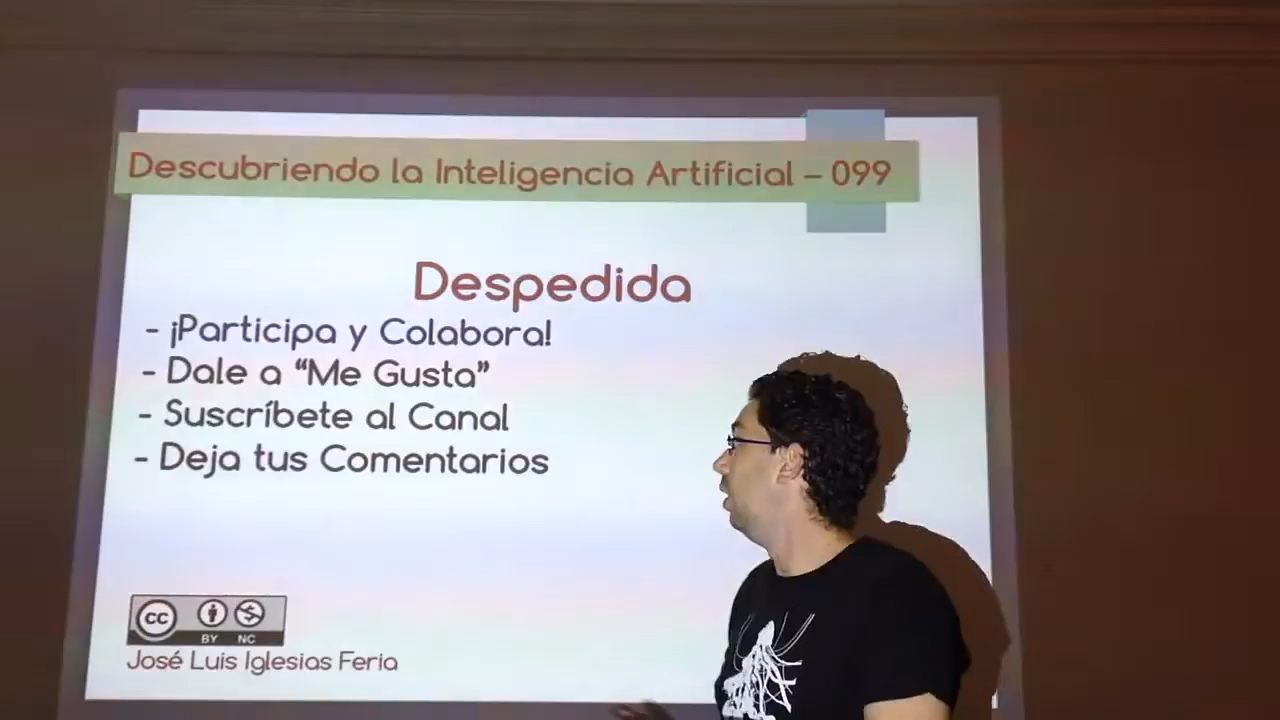 Descubriendo la Inteligencia Artificial – 099
Despedida
- ¡Participa y Colabora!
- Dale a “Me Gusta”
- Suscríbete al Canal
- Deja tus Comentarios
CC BY NC
José Luis Iglesias Feria